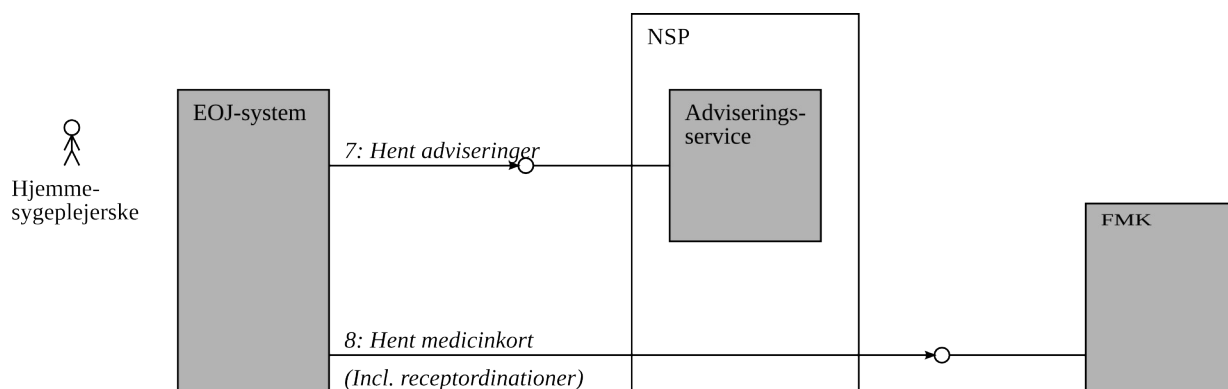 NSP
EOJ-system
Adviserings-
service
7: Hent adviseringer
Hjemme-
sygeplejerske
FMK
8: Hent medicinkort
(Incl. receptordinationer)